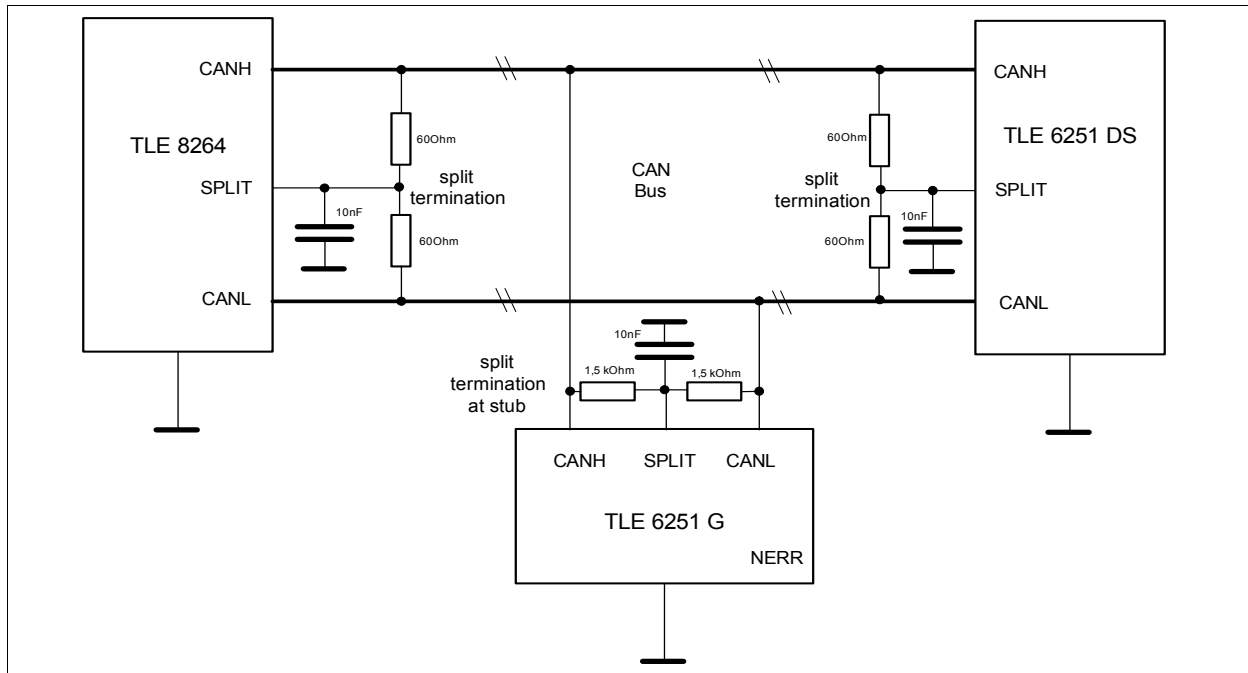 CANH
TLE 8264
SPLIT
CANL
60Ohm
split
termination
10nF
60Ohm
CAN
Bus
60Ohm
split
termination
10nF
60Ohm
CANH
TLE 6251 DS
SPLIT
CANL
split
termination
at stub
10nF
1,5 kOhm
1,5 kOhm
CANH
SPLIT
CANL
TLE 6251 G
NERR